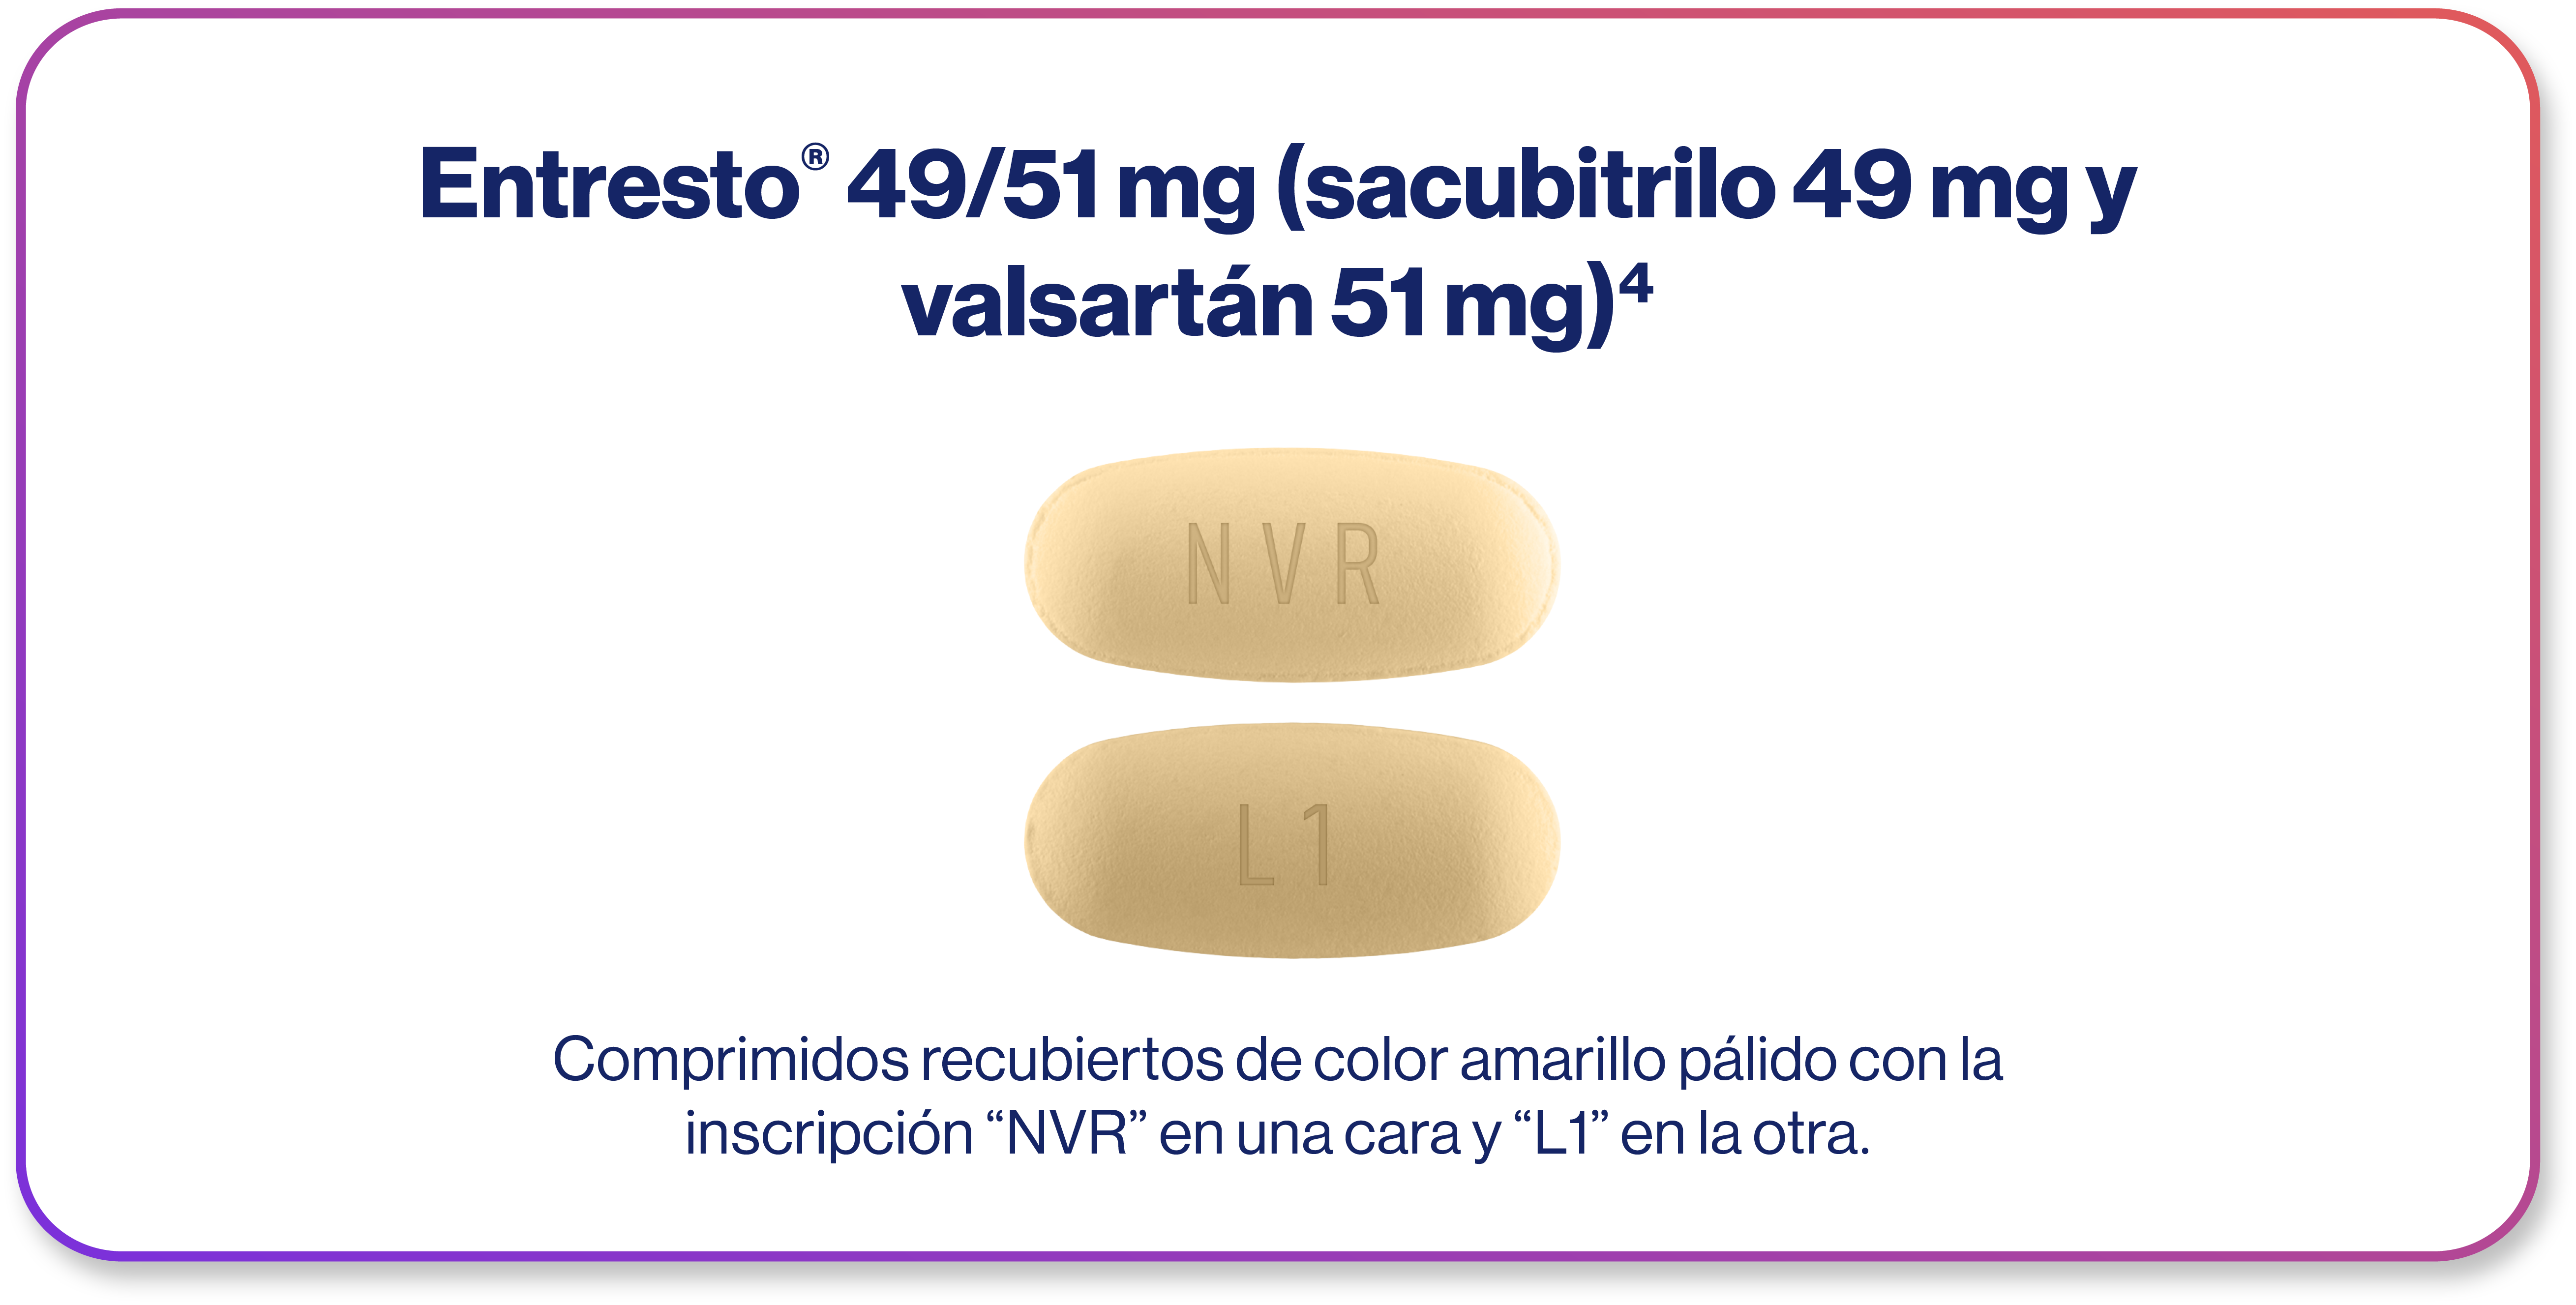 Entresto® 49/51 mg (sacubitrilo 49 mg y
valsartán 51 mg)⁴
NVR
L1
Comprimidos recubiertos de color amarillo pálido con la
inscripción “NVR” en una cara y “L1” en la otra.